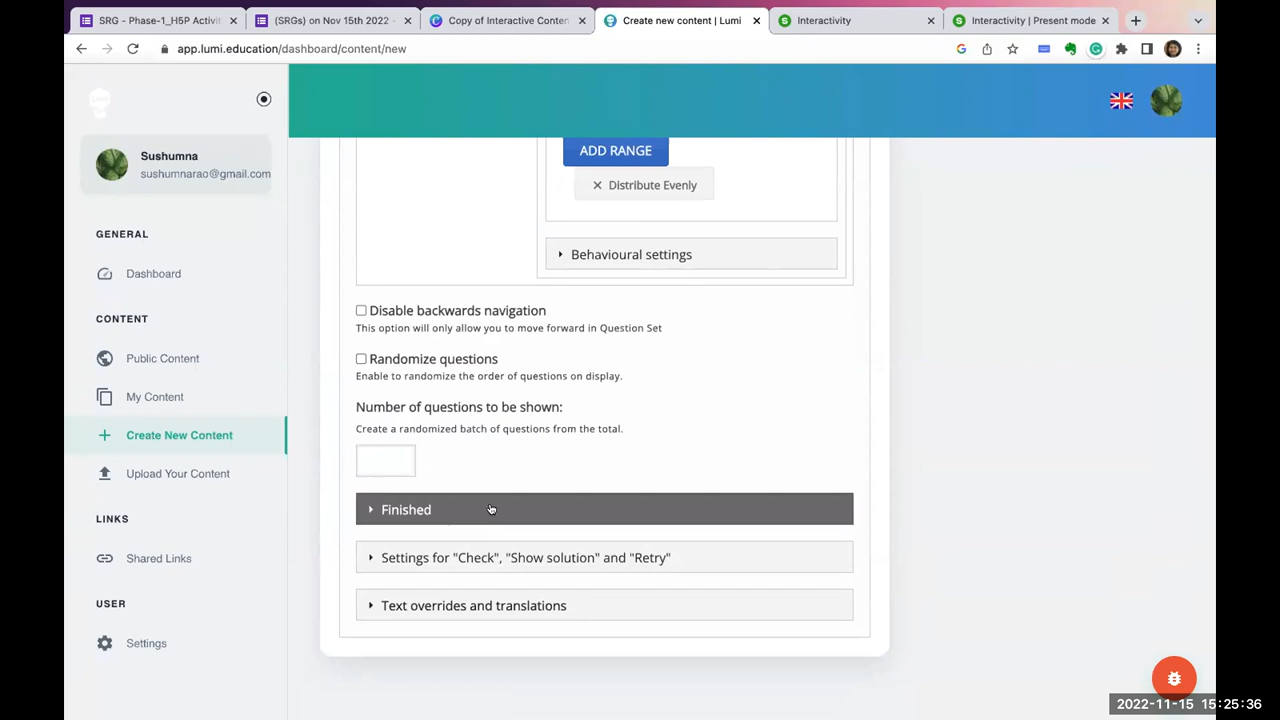 SRG - Phase-1_H5P Activi
(SRGs) on Nov 15th 2022 -
Copy of Interactive Conten
Create new content | Lumi
Interactivity
Interactivity | Present mode
app.lumi.education/dashboard/content/new
Sushumna
sushumnarao@gmail.com
GENERAL
Dashboard
CONTENT
Public Content
My Content
Create New Content
Upload Your Content
LINKS
Shared Links
USER
Settings
ADD RANGE
Distribute Evenly
Behavioural settings
Disable backwards navigation
This option will only allow you to move forward in Question Set
Randomize questions
Enable to randomize the order of questions on display.
Number of questions to be shown:
Create a randomized batch of questions from the total.
Finished
Settings for "Check", "Show solution" and "Retry"
Text overrides and translations
2022-11-15 15:25:36